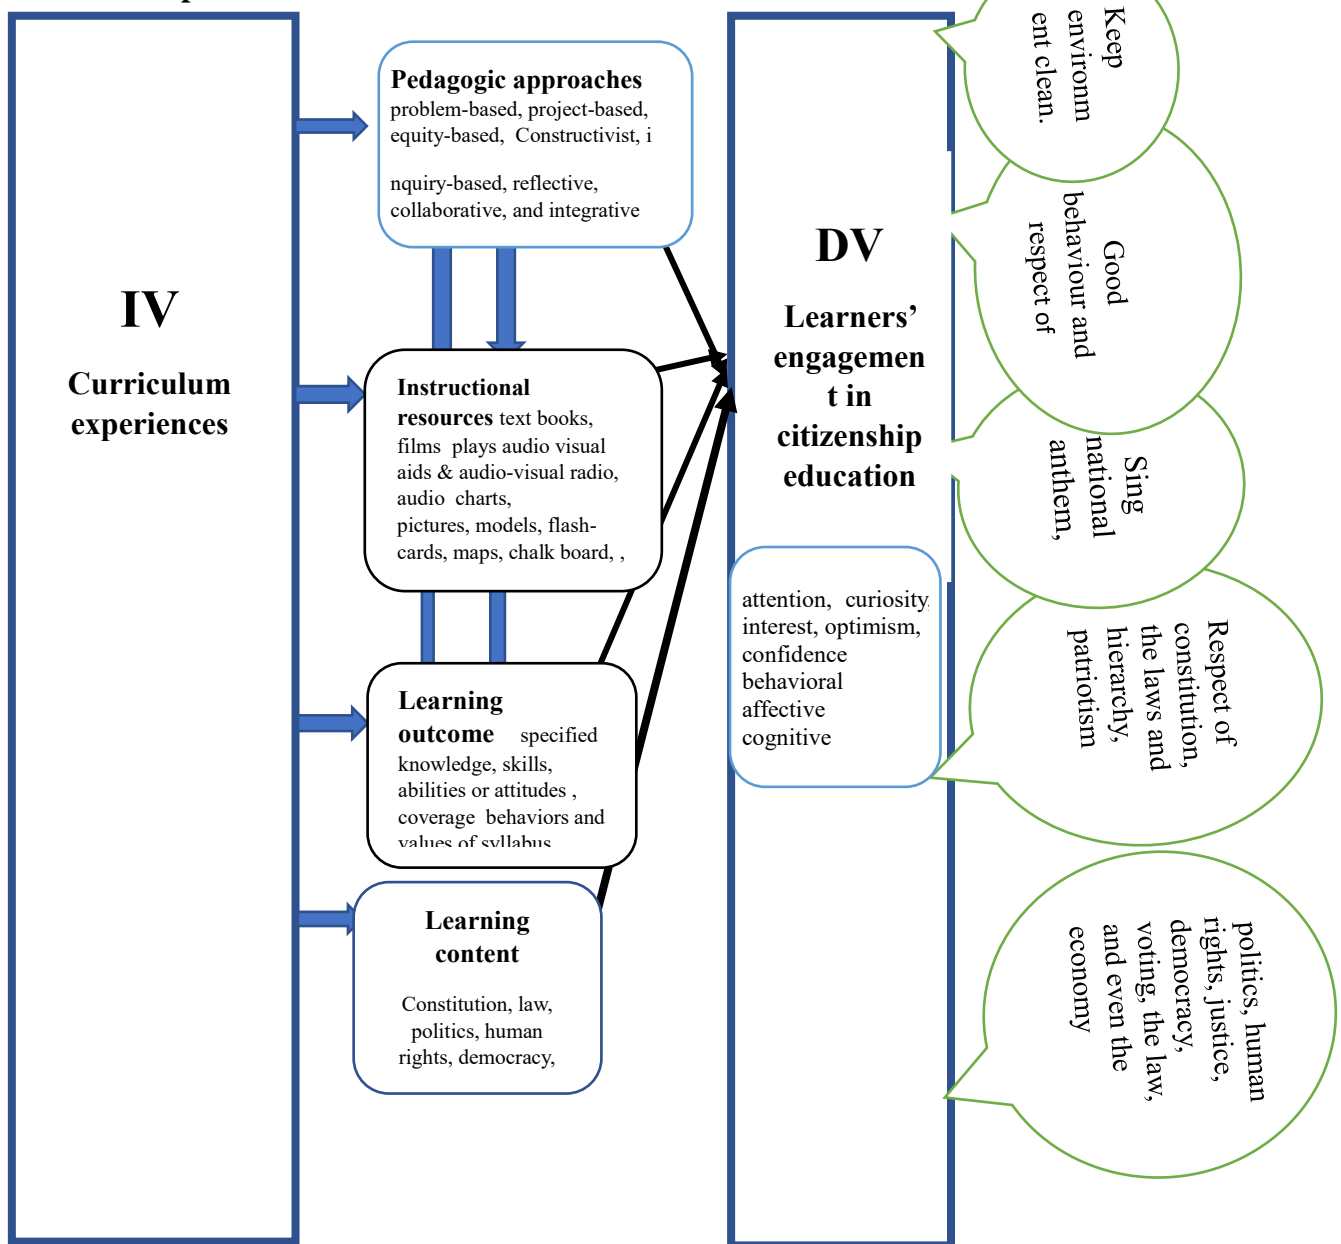 IV
Curriculum
experiences
Pedagogic approaches
problem-based, project-based,
equity-based, Constructivist, i
nquiry-based, reflective,
collaborative, and integrative
Instructional
resources text books,
films plays audio visual
aids & audio-visual radio,
audio charts,
pictures, models, flash-
cards, maps, chalk board, ,
Learning
outcome specified
knowledge, skills,
abilities or attitudes ,
coverage behaviors and
values of syllabus
Learning
content
Constitution, law,
politics, human
rights, democracy,
DV
Learners’
engagemen
t in
citizenship
education
attention, curiosity,
interest, optimism,
confidence
behavioral
affective
cognitive
Keep
environm
ent clean.
Good
behaviour and
respect of
Sing
national
anthem,
Respect of
constitution,
the laws and
hierarchy,
patriotism
politics, human
rights, justice,
democracy,
voting, the law,
and even the
economy